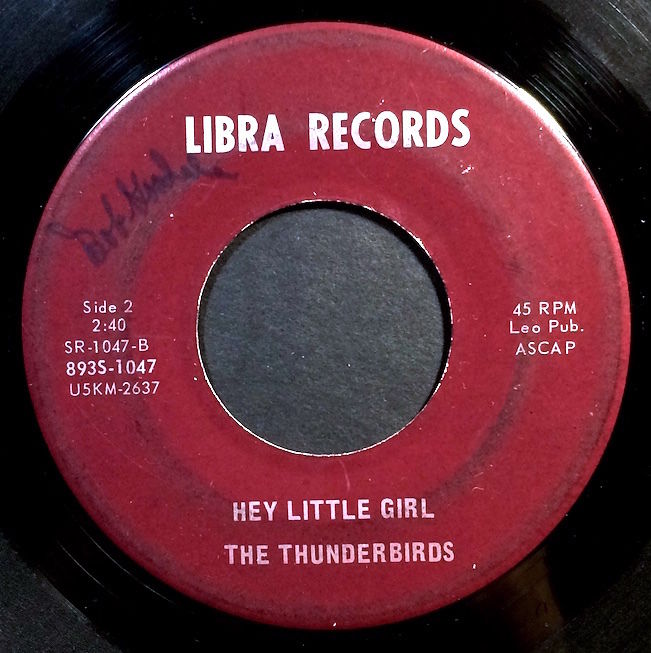 LIBRA RECORDS
Bob
Side 2
2:40
SR-1047-B
893S-1047
U5KM-2637
45 RPM
Leo Pub.
ASCAP
HEY LITTLE GIRL
THE THUNDERBIRDS